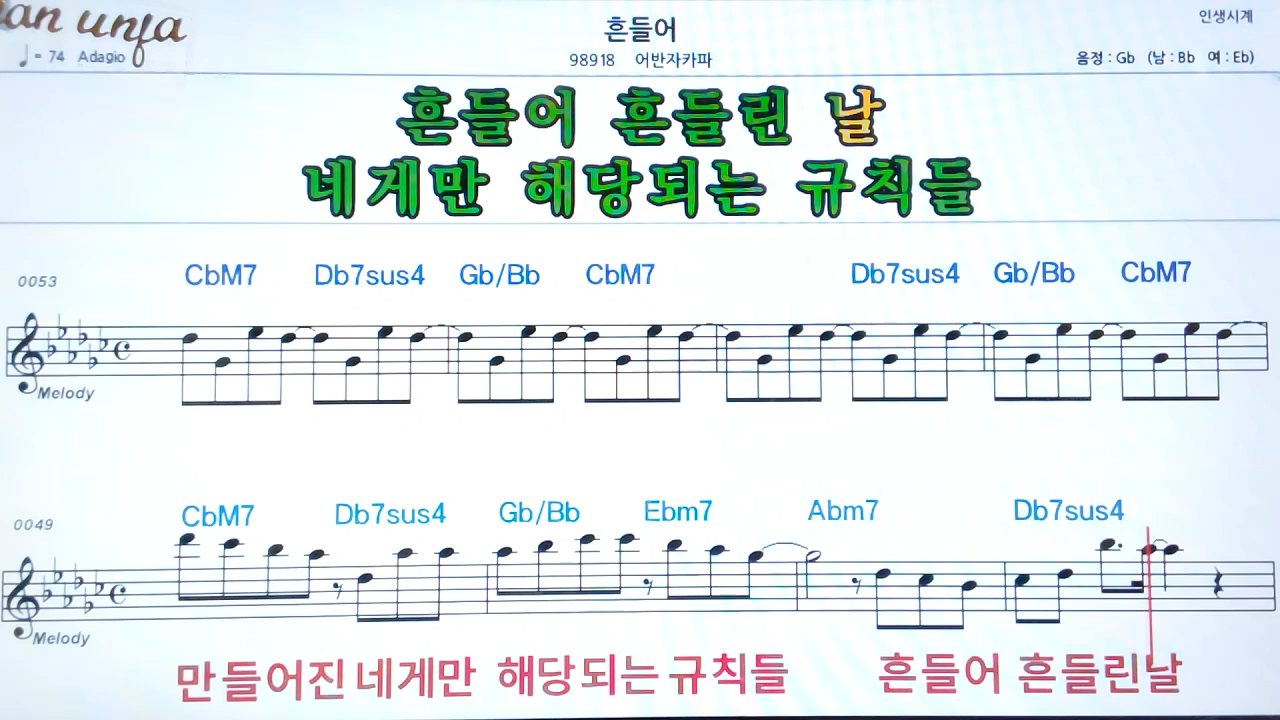 an unfa
흔들어
인생시계
♩= 74 Adagio
98918 어반자카파
음정 : Gb (남 : Bb 여 : Eb)
흔들어 흔들린 날
네게만 해당되는 규칙들
0053 CbM7 Db7sus4 Gb/Bb CbM7 Db7sus4 Gb/Bb CbM7
Melody
0049 CbM7 Db7sus4 Gb/Bb Ebm7 Abm7 Db7sus4
Melody
만들어진 네게만 해당되는 규칙들 흔들어 흔들린날